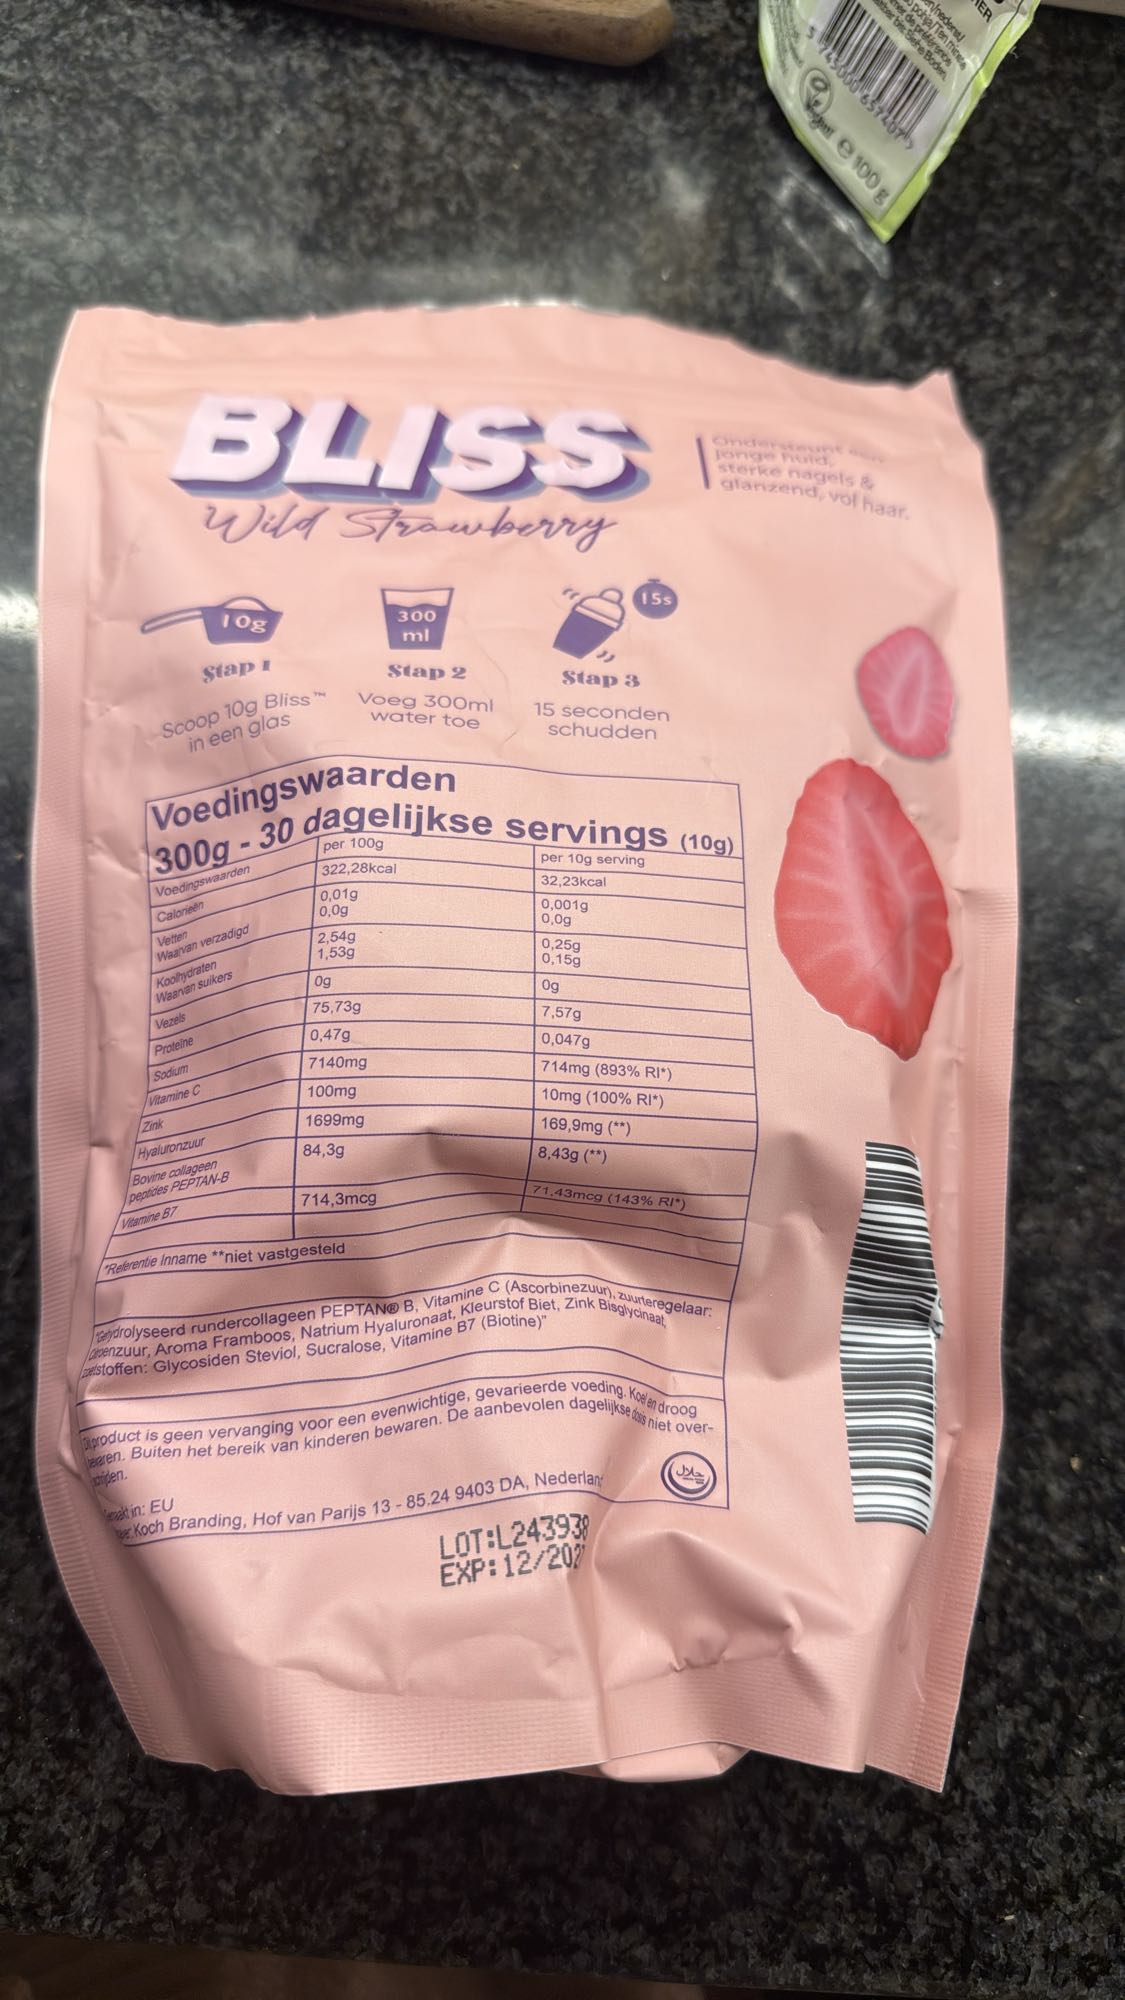 100 g
BLISS
Wild Strawberry
Ondersteunt een
jonge huid,
sterke nagels &
glanzend, vol haar.
10g
300
ml
15s
Stap 1
Stap 2
Stap 3
Scoop 10g Bliss™
in een glas
Voeg 300ml
water toe
15 seconden
schudden
Voedingswaarden
300g - 30 dagelijkse servings (10g)
Voedingswaarden per 100g per 10g serving
Calorieën 322,28kcal 32,23kcal
Vetten 0,01g 0,001g
Waarvan verzadigd 0,0g 0,0g
Koolhydraten 2,54g 0,25g
Waarvan suikers 1,53g 0,15g
Vezels 0g 0g
Proteïne 75,73g 7,57g
Sodium 0,47g 0,047g
Vitamine C 7140mg 714mg (893% RI*)
Zink 100mg 10mg (100% RI*)
Hyaluronzuur 1699mg 169,9mg (**)
Bovine collageen 84,3g 8,43g (**)
peptides PEPTAN-B
Vitamine B7 714,3mcg 71,43mcg (143% RI*)
*Referentie Inname **niet vastgesteld
rundercollageen PEPTAN® B, Vitamine C (Ascorbinezuur), zuurteregelaar:
Aroma Framboos, Natrium Hyaluronaat, Kleurstof Biet, Zink Bisglycinaat,
Glycosiden Steviol, Sucralose, Vitamine B7 (Biotine)"
product is geen vervanging voor een evenwichtige, gevarieerde voeding. Koel en droog
Buiten het bereik van kinderen bewaren. De aanbevolen dagelijkse dosis niet over-
in: EU
Koch Branding, Hof van Parijs 13 - 85.24 9403 DA,
حلال
LOT:L243938
EXP:12/202